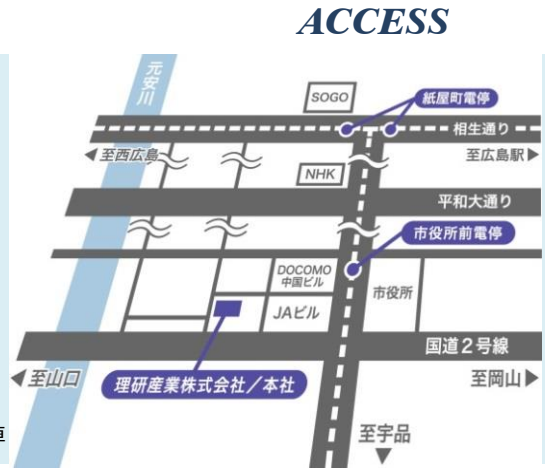 ACCESS
元安川
SOGO
紙屋町電停
相生通り
至西広島
至広島駅
NHK
平和大通り
市役所前電停
DOCOMO
中国ビル
市役所
JAビル
国道2号線
至山口
理研産業株式会社/本社
至岡山
至宇品